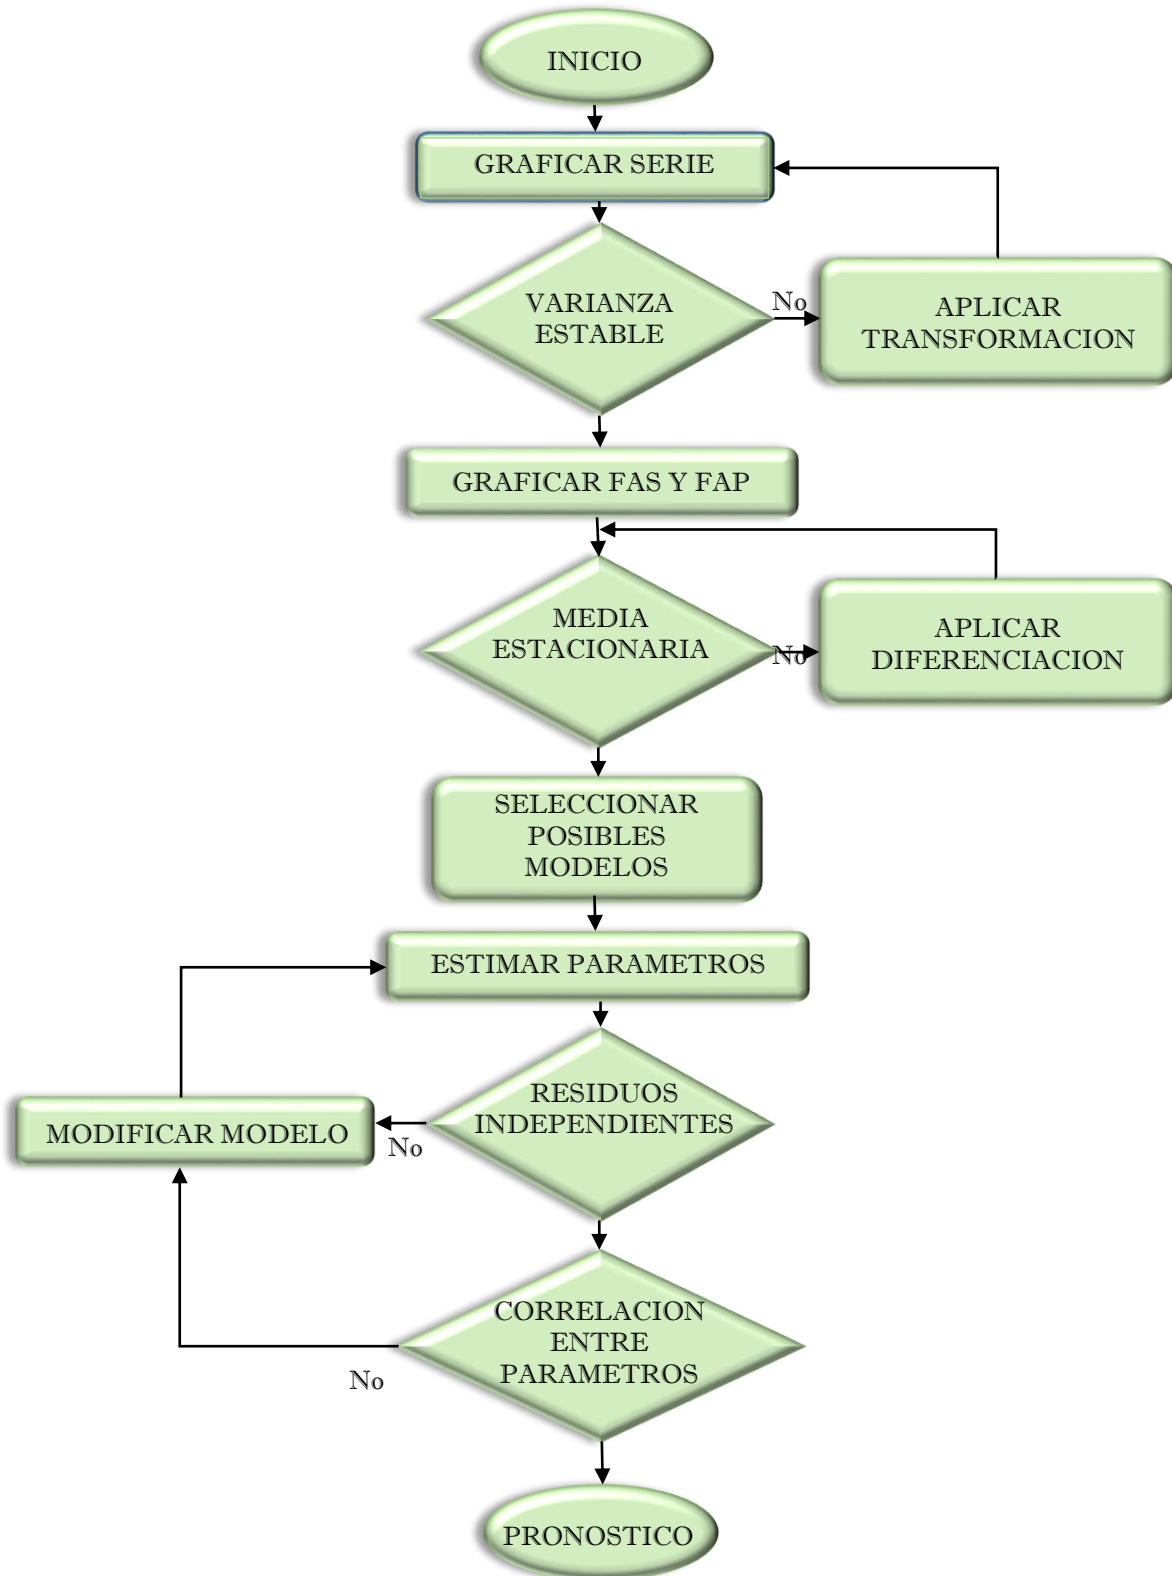 INICIO
GRAFICAR SERIE
VARIANZA
ESTABLE
No
APLICAR
TRANSFORMACION
GRAFICAR FAS Y FAP
MEDIA
ESTACIONARIA
No
APLICAR
DIFERENCIACION
SELECCIONAR
POSIBLES
MODELOS
ESTIMAR PARAMETROS
RESIDUOS
INDEPENDIENTES
No
MODIFICAR MODELO
CORRELACION
ENTRE
PARAMETROS
No
PRONOSTICO